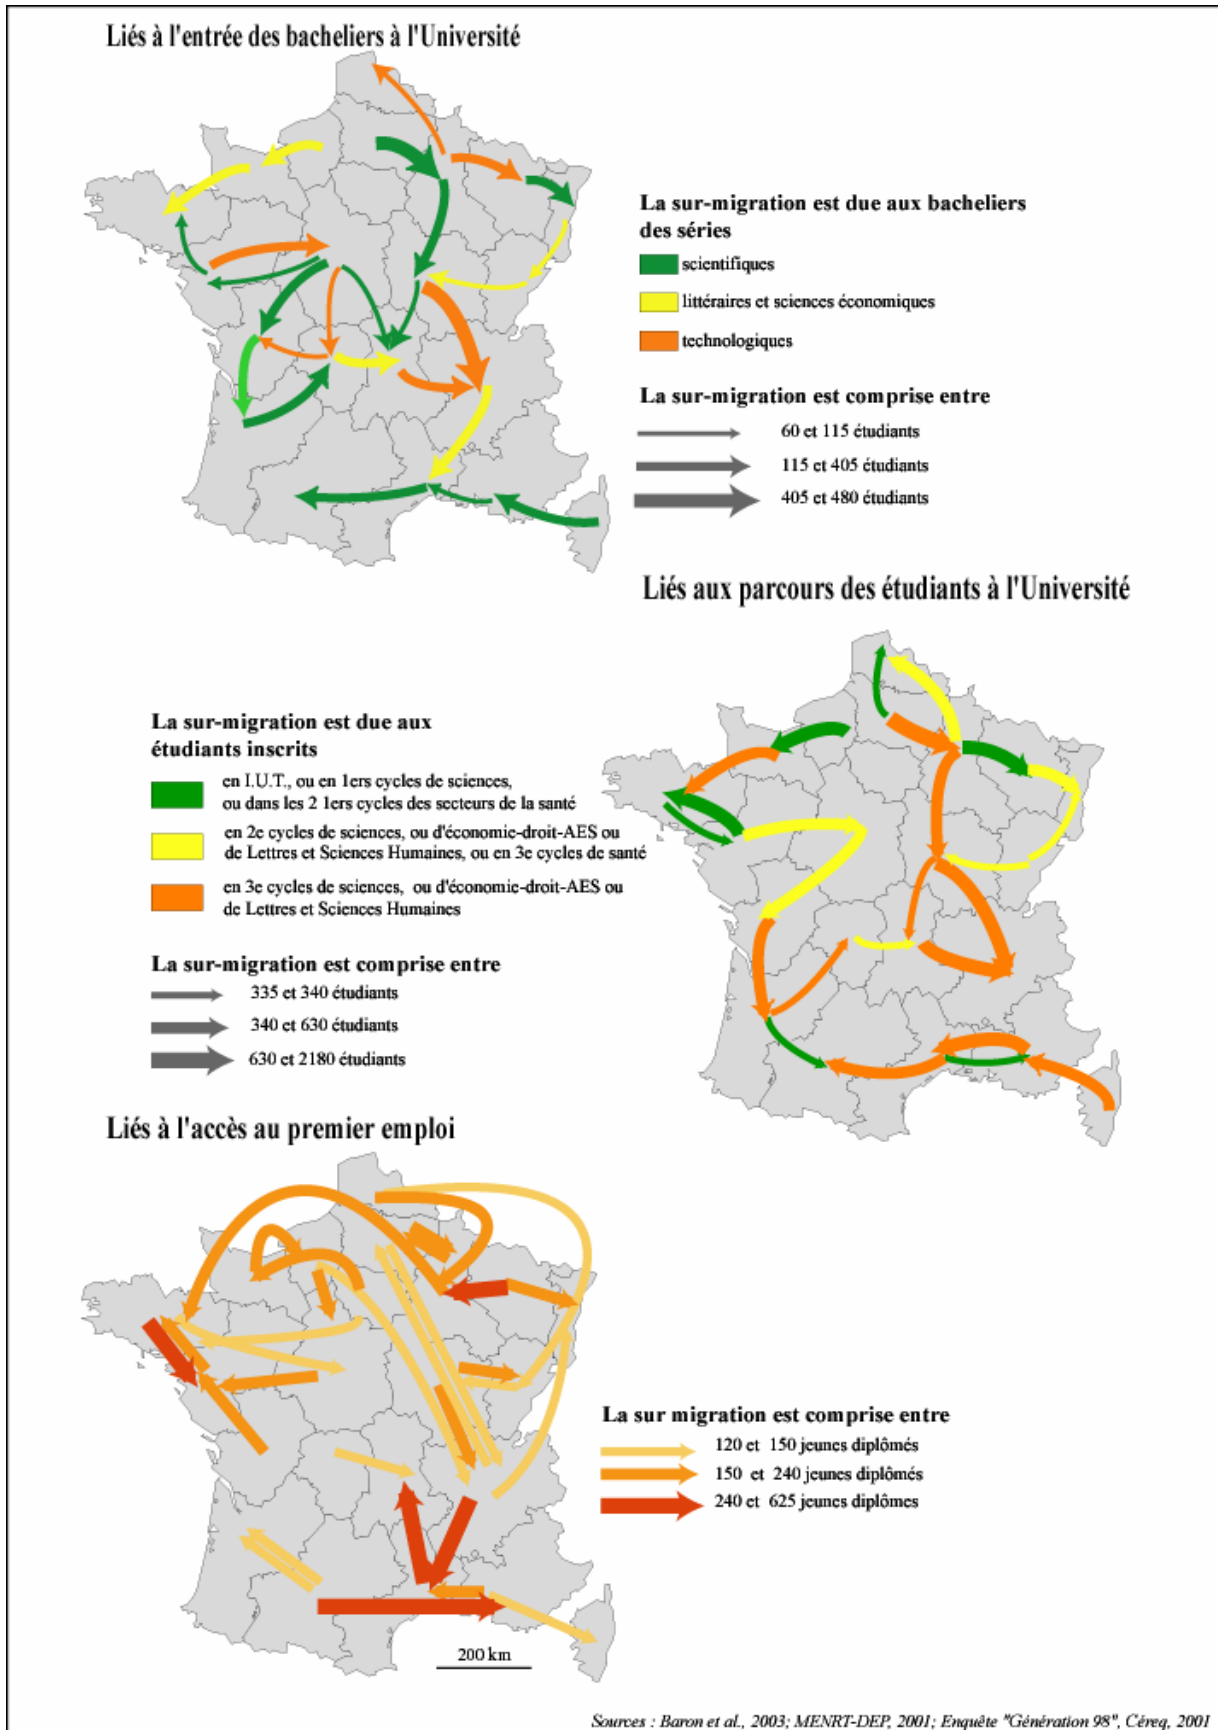 Liés à l'entrée des bacheliers à l'Université
La sur-migration est due aux bacheliers
des séries
scientifiques
littéraires et sciences économiques
technologiques
La sur-migration est comprise entre
60 et 115 étudiants
115 et 405 étudiants
405 et 480 étudiants
Liés aux parcours des étudiants à l'Université
La sur-migration est due aux
étudiants inscrits
en I.U.T., ou en 1ers cycles de sciences,
ou dans les 2 1ers cycles des secteurs de la santé
en 2e cycles de sciences, ou d'économie-droit-AES ou
de Lettres et Sciences Humaines, ou en 3e cycles de santé
en 3e cycles de sciences, ou d'économie-droit-AES ou
de Lettres et Sciences Humaines
La sur-migration est comprise entre
335 et 340 étudiants
340 et 630 étudiants
630 et 2180 étudiants
Liés à l'accès au premier emploi
La sur migration est comprise entre
120 et 150 jeunes diplômés
150 et 240 jeunes diplômés
240 et 625 jeunes diplômes
200 km
Sources : Baron et al., 2003; MENRT-DEP, 2001; Enquête "Génération 98", Céreq, 2001